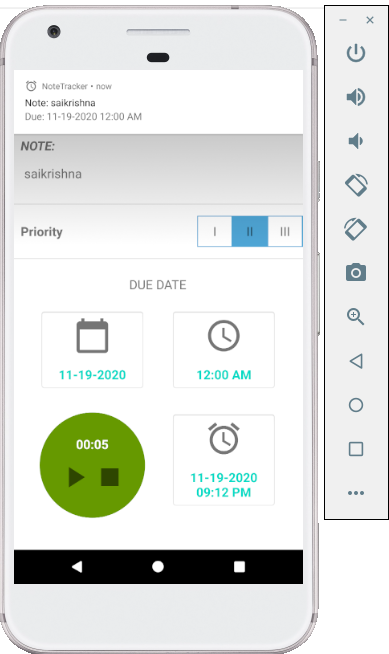 NoteTracker • now
Note: saikrishna
Due: 11-19-2020 12:00 AM
NOTE:
saikrishna
Priority I II III
DUE DATE
11-19-2020 12:00 AM
00:05
11-19-2020
09:12 PM